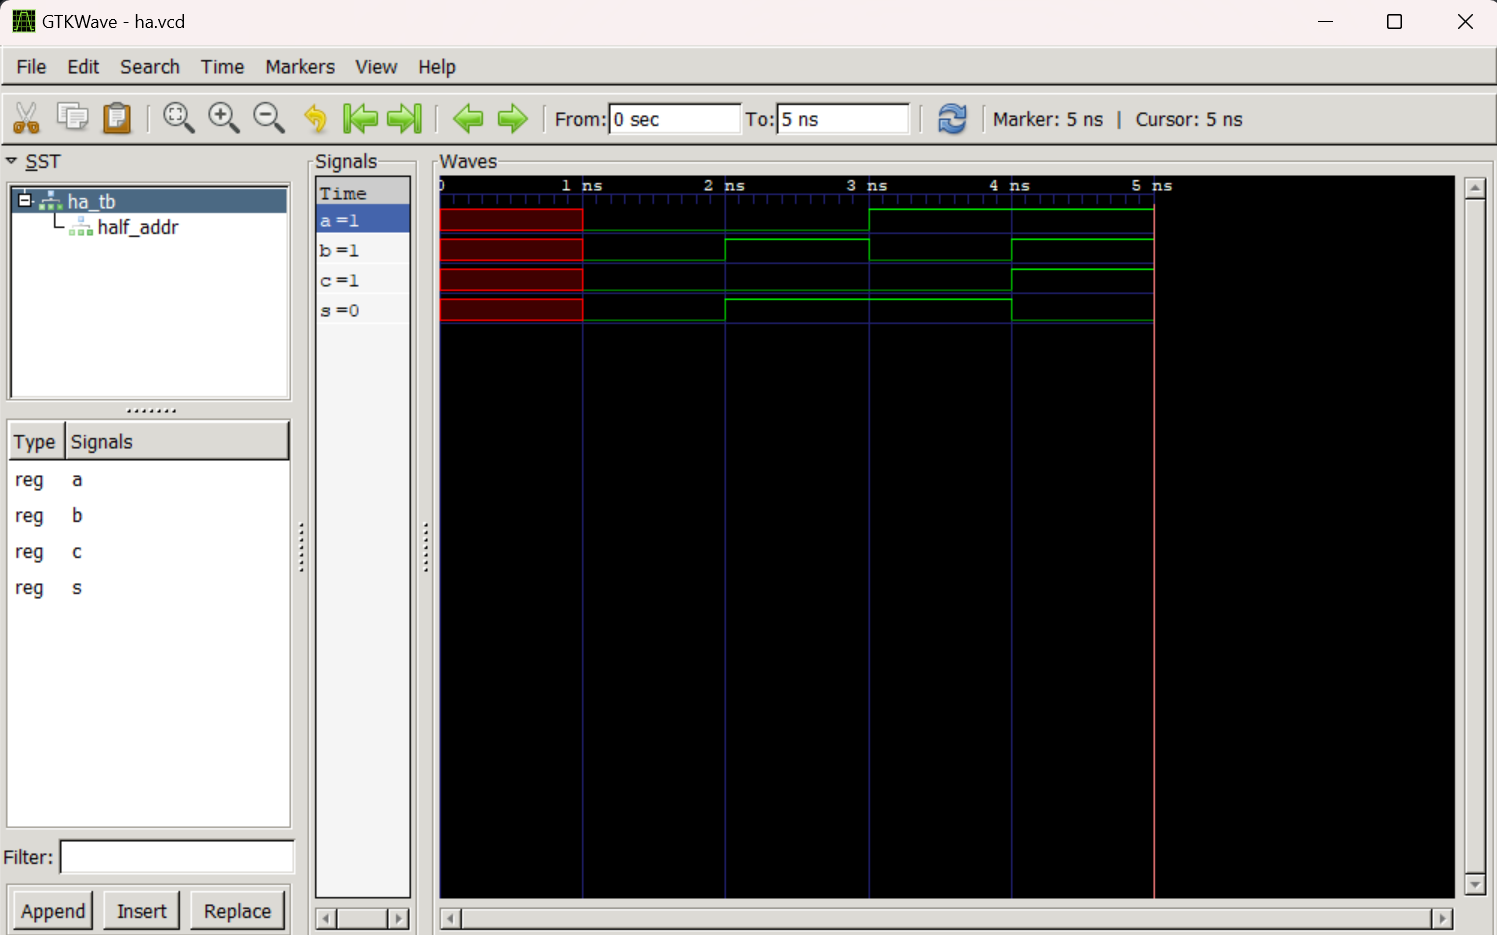 GTKWave - ha.vcd
File Edit Search Time Markers View Help
From: 0 sec To: 5 ns Marker: 5 ns | Cursor: 5 ns
SST
ha_tb
half_addr
Type Signals
reg a
reg b
reg c
reg s
Filter:
Append Insert Replace
Signals
Time
a =1
b =1
c =1
s =0
Waves
0 1 ns 2 ns 3 ns 4 ns 5 ns